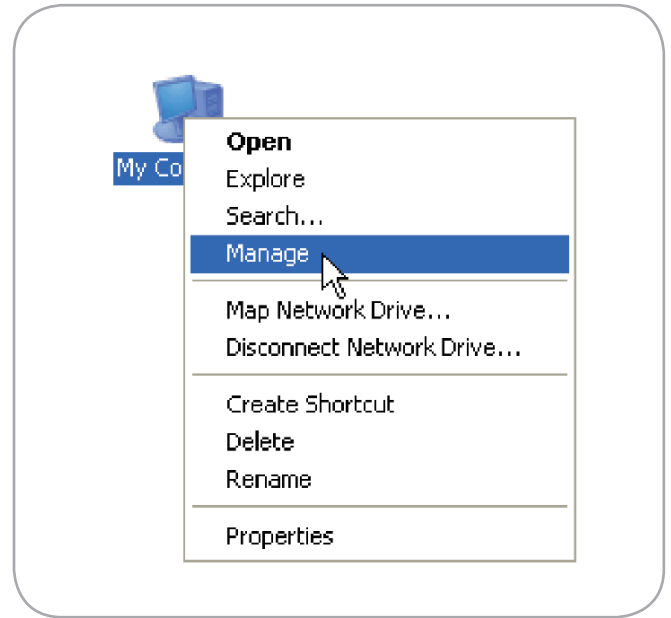 My Co
Open
Explore
Search...
Manage
Map Network Drive...
Disconnect Network Drive...
Create Shortcut
Delete
Rename
Properties